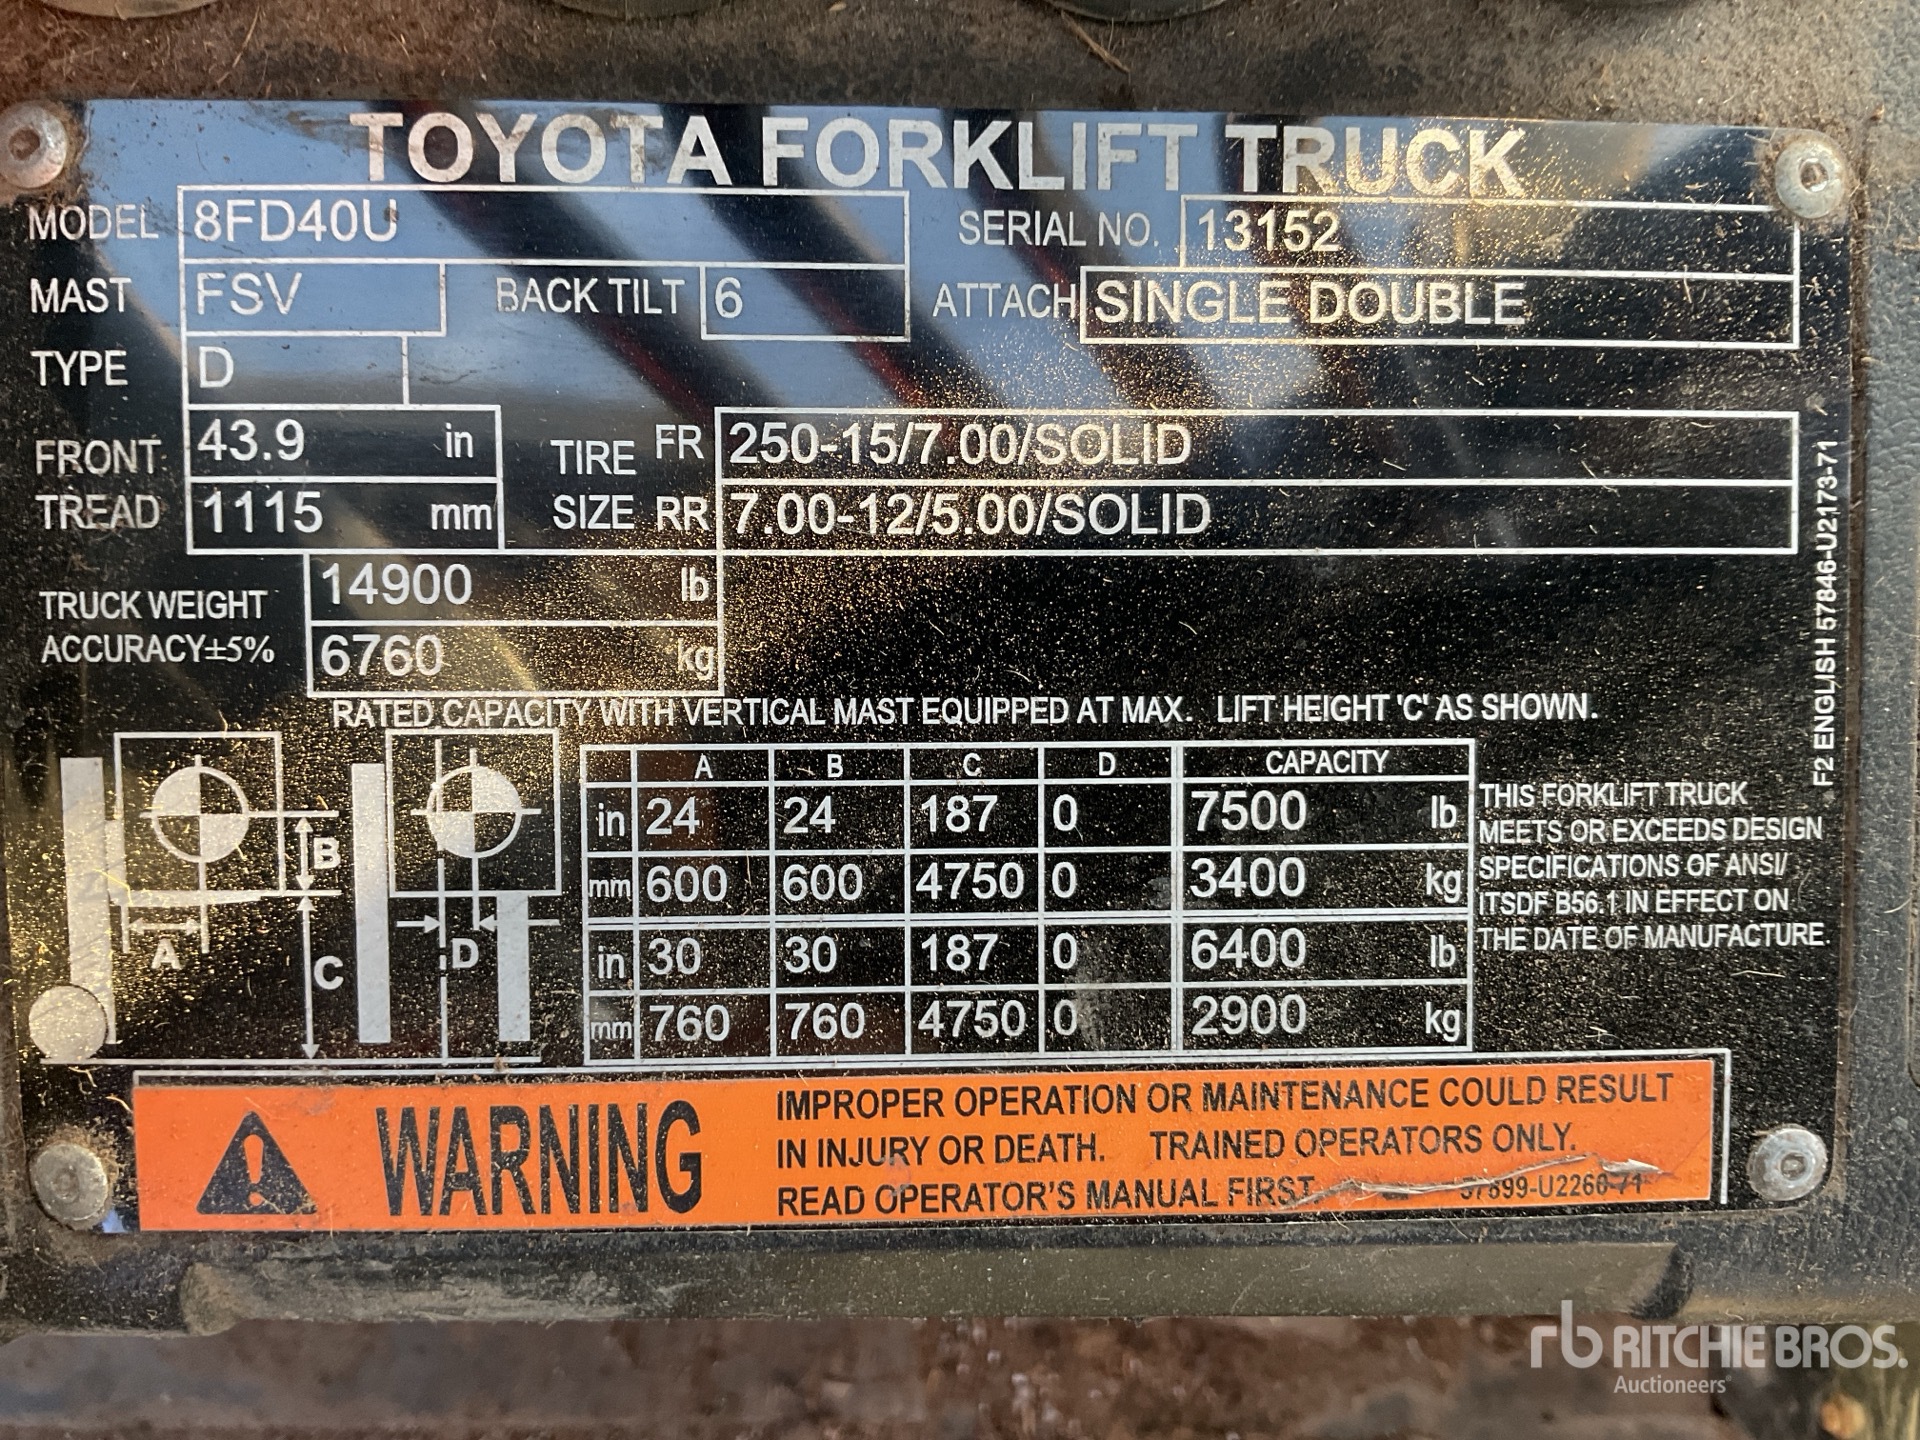 TOYOTA FORKLIFT TRUCK
MODEL 8FD40U SERIAL NO. 13152
MAST FSV BACK TILT 6 ATTACH SINGLE DOUBLE
TYPE D
FRONT TREAD 43.9 in
1115 mm
TIRE SIZE FR 250-15/7.00/SOLID
RR 7.00-12/5.00/SOLID
TRUCK WEIGHT 14900 lb
ACCURACY±5% 6760 kg
RATED CAPACITY WITH VERTICAL MAST EQUIPPED AT MAX. LIFT HEIGHT 'C' AS SHOWN.
A B C D
A B C D CAPACITY
in 24 24 187 0 7500 lb
mm 600 600 4750 0 3400 kg
in 30 30 187 0 6400 lb
mm 760 760 4750 0 2900 kg
THIS FORKLIFT TRUCK
MEETS OR EXCEEDS DESIGN
SPECIFICATIONS OF ANSI/
ITSDF B56.1 IN EFFECT ON
THE DATE OF MANUFACTURE.
F2 ENGLISH 57846-U2173-71
WARNING
IMPROPER OPERATION OR MAINTENANCE COULD RESULT
IN INJURY OR DEATH. TRAINED OPERATORS ONLY.
READ OPERATOR'S MANUAL FIRST
57899-U2260-71
rb RITCHIE BROS.
Auctioneers